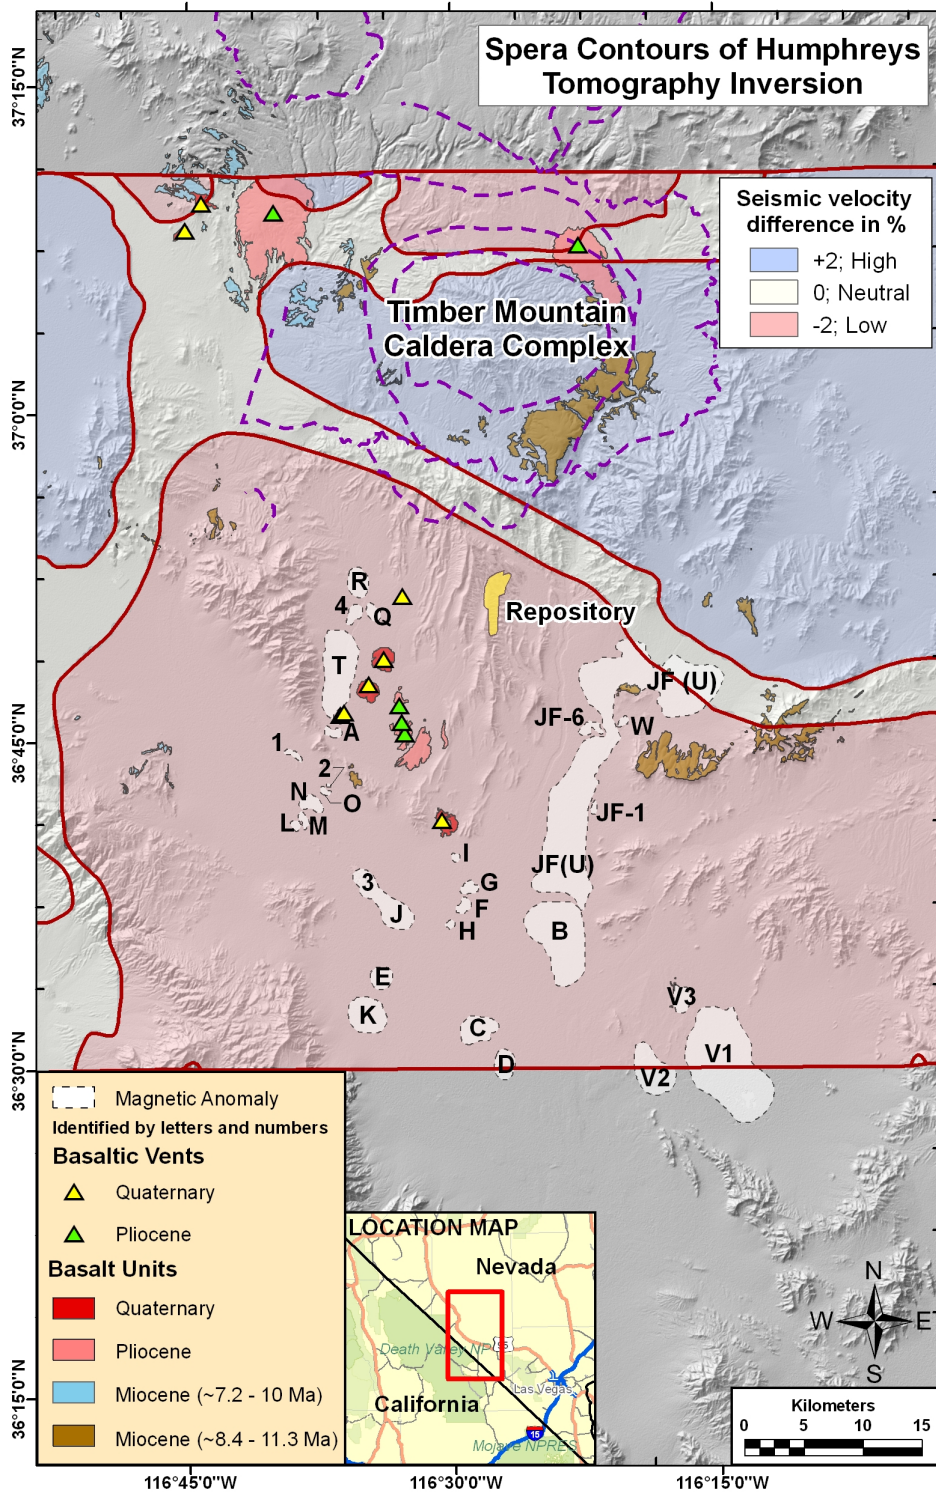 Spera Contours of Humphreys
Tomography Inversion
37°15'0"N
Seismic velocity
difference in %
+2; High
0; Neutral
-2; Low
Timber Mountain
Caldera Complex
37°0'0"N
R
4
Q
Repository
T
JF (U)
JF-6
W
A
36°45'0"N
1
2
N
O
L
M
JF-1
I
JF(U)
3
G
J
F
H
B
E
V3
K
C
V1
D
V2
36°30'0"N
Magnetic Anomaly
Identified by letters and numbers
Basaltic Vents
Quaternary
Pliocene
Basalt Units
Quaternary
Pliocene
Miocene (~7.2 - 10 Ma)
Miocene (~8.4 - 11.3 Ma)
LOCATION MAP
Nevada
Death Valley NP
95
Las Vegas
California
15
Mojave NPRES
N
W
E
S
Kilometers
0 5 10 15
36°15'0"N
116°45'0"W
116°30'0"W
116°15'0"W